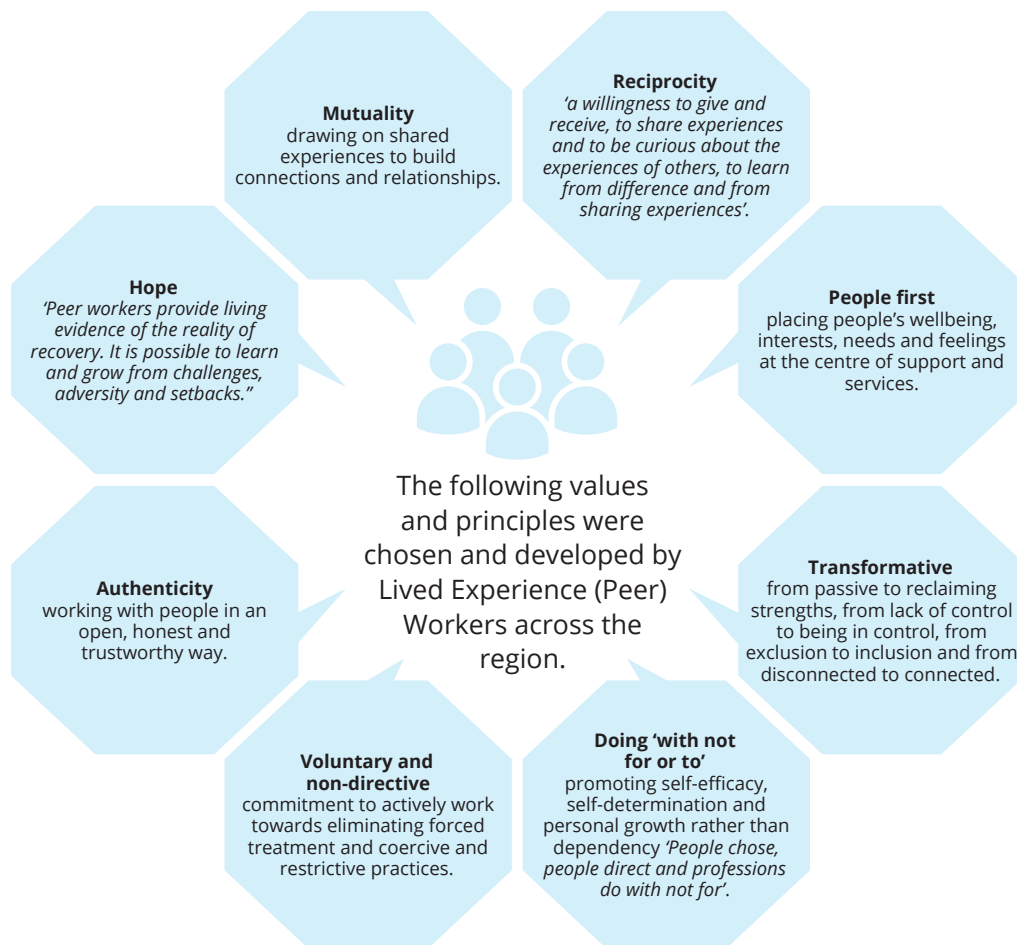 Mutuality
drawing on shared
experiences to build
connections and relationships.
Reciprocity
‘a willingness to give and
receive, to share experiences
and to be curious about the
experiences of others, to learn
from difference and from
sharing experiences’.
Hope
‘Peer workers provide living
evidence of the reality of
recovery. It is possible to learn
and grow from challenges,
adversity and setbacks.”
People first
placing people’s wellbeing,
interests, needs and feelings
at the centre of support and
services.
The following values
and principles were
chosen and developed by
Lived Experience (Peer)
Workers across the
region.
Authenticity
working with people in an
open, honest and
trustworthy way.
Transformative
from passive to reclaiming
strengths, from lack of control
to being in control, from
exclusion to inclusion and from
disconnected to connected.
Voluntary and
non-directive
commitment to actively work
towards eliminating forced
treatment and coercive and
restrictive practices.
Doing ‘with not
for or to’
promoting self-efficacy,
self-determination and
personal growth rather than
dependency ‘People chose,
people direct and professions
do with not for’.